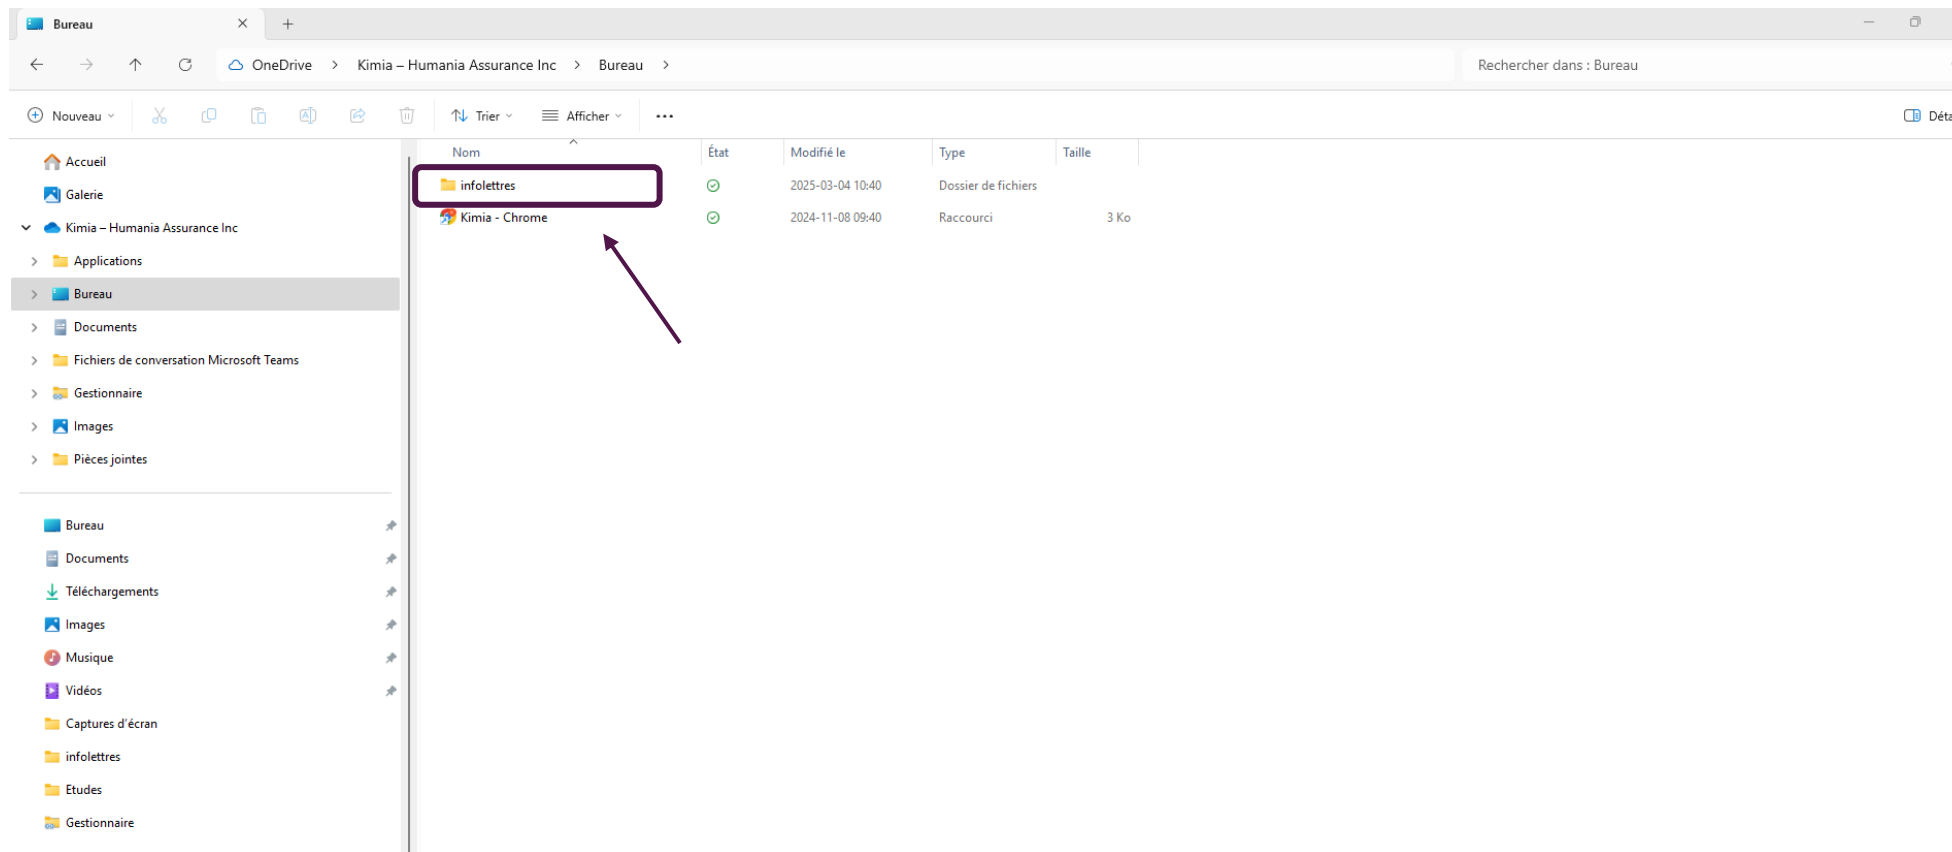 Bureau
OneDrive > Kimia – Humania Assurance Inc > Bureau >
Rechercher dans : Bureau
Nouveau
Trier
Afficher
Accueil
Galerie
Kimia – Humania Assurance Inc
Applications
Bureau
Documents
Fichiers de conversation Microsoft Teams
Gestionnaire
Images
Pièces jointes
Bureau
Documents
Téléchargements
Images
Musique
Vidéos
Captures d'écran
infolettres
Etudes
Gestionnaire
Nom État Modifié le Type Taille
infolettres 2025-03-04 10:40 Dossier de fichiers
Kimia - Chrome 2024-11-08 09:40 Raccourci 3 Ko